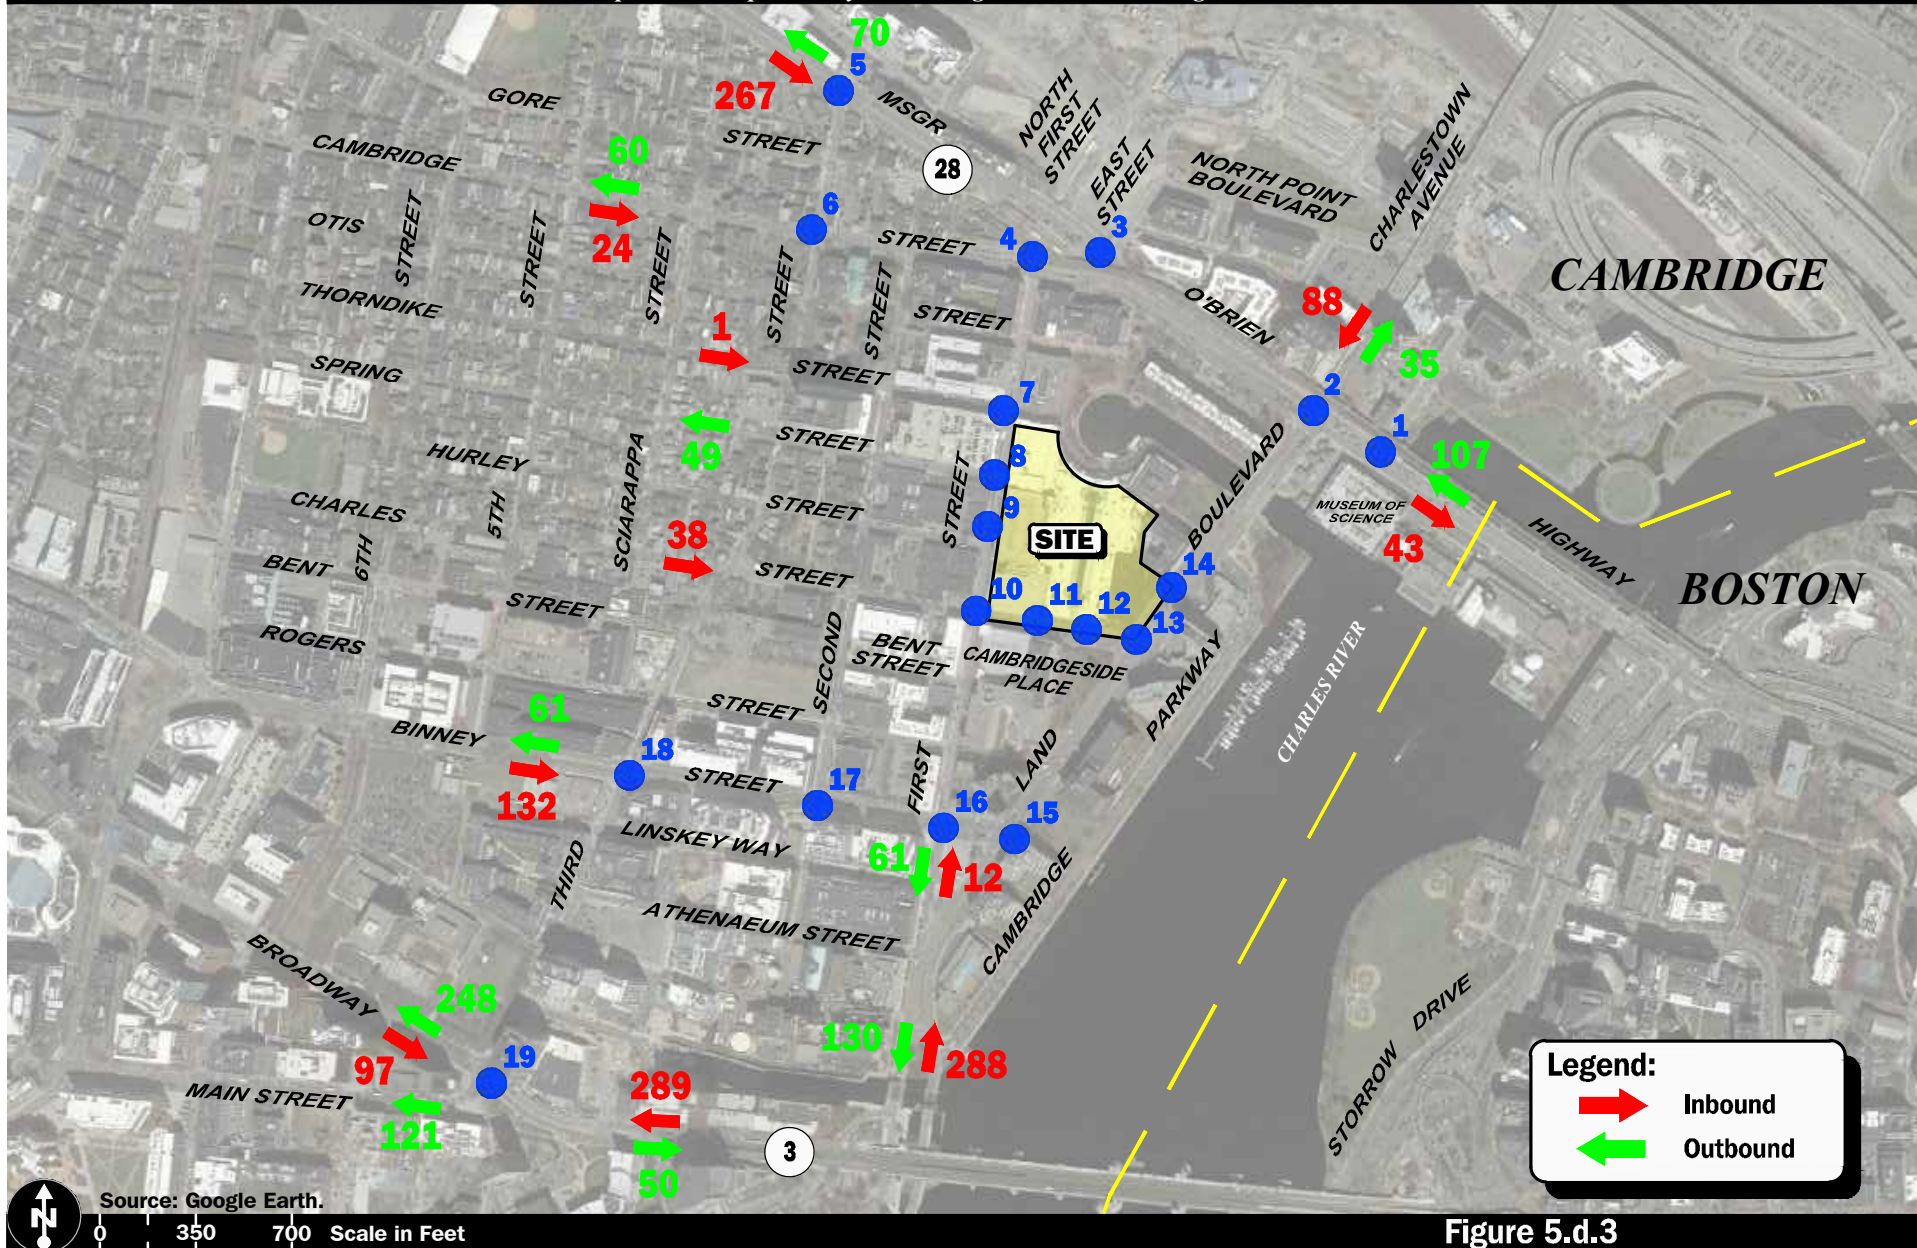 70
5
267
GORE
MSGR
STREET
CAMBRIDGE
60
28
NORTH
FIRST
STREET
EAST
STREET
NORTH POINT
BOULEVARD
CHARLESTOWN
AVENUE
OTIS
STREET
STREET
24
STREET
6
STREET
STREET
4
3
STREET
CAMBRIDGE
THORNDIKE
1
STREET
O'BRIEN
88
35
SPRING
STREET
7
2
1
49
STREET
HURLEY
SCIARAPPA
8
STREET
BOULEVARD
107
CHARLES
5TH
STREET
9
SITE
MUSEUM OF
SCIENCE
43
HIGHWAY
38
BENT
6TH
STREET
14
BOSTON
STREET
10
11
12
13
ROGERS
SECOND
BENT
STREET
CAMBRIDGESIDE
PLACE
PARKWAY
CHARLES RIVER
61
STREET
BINNEY
18
STREET
17
FIRST
LAND
132
16
15
LINSKEY WAY
61
12
THIRD
CAMBRIDGE
ATHENAEUM STREET
BROADWAY
248
97
19
130
288
STORROW DRIVE
MAIN STREET
121
289
50
3
Legend:
Inbound
Outbound
N
Source: Google Earth.
0 350 700 Scale in Feet
Figure 5.d.3